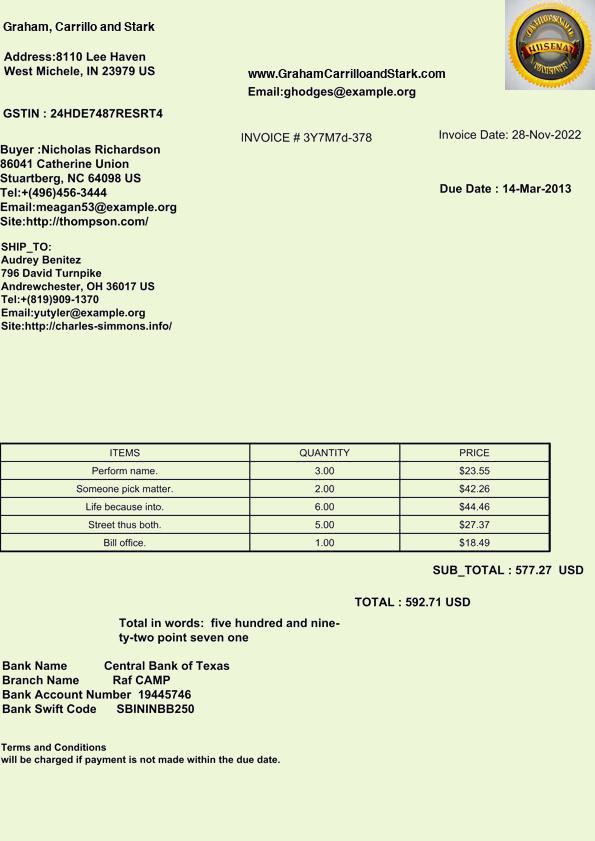 Graham, Carrillo and Stark
Address:8110 Lee Haven
West Michele, IN 23979 US
www.GrahamCarrilloandStark.com
Email:ghodges@example.org
HUSENAT
GSTIN : 24HDE7487RESRT4
INVOICE # 3Y7M7d-378
Invoice Date: 28-Nov-2022
Due Date : 14-Mar-2013
Buyer :Nicholas Richardson
86041 Catherine Union
Stuartberg, NC 64098 US
Tel:+(496)456-3444
Email:meagan53@example.org
Site:http://thompson.com/
SHIP_TO:
Audrey Benitez
796 David Turnpike
Andrewchester, OH 36017 US
Tel:+(819)909-1370
Email:yutyler@example.org
Site:http://charles-simmons.info/
ITEMS QUANTITY PRICE
Perform name. 3.00 $23.55
Someone pick matter. 2.00 $42.26
Life because into. 6.00 $44.46
Street thus both. 5.00 $27.37
Bill office. 1.00 $18.49
SUB_TOTAL : 577.27 USD
TOTAL : 592.71 USD
Total in words: five hundred and nine-
ty-two point seven one
Bank Name Central Bank of Texas
Branch Name Raf CAMP
Bank Account Number 19445746
Bank Swift Code SBININBB250
Terms and Conditions
will be charged if payment is not made within the due date.